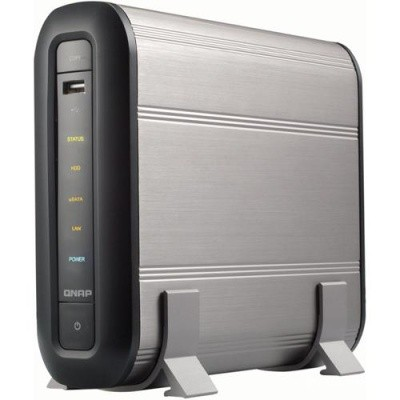 STATUS
HDD
eSATA
LAN
POWER
QNAP